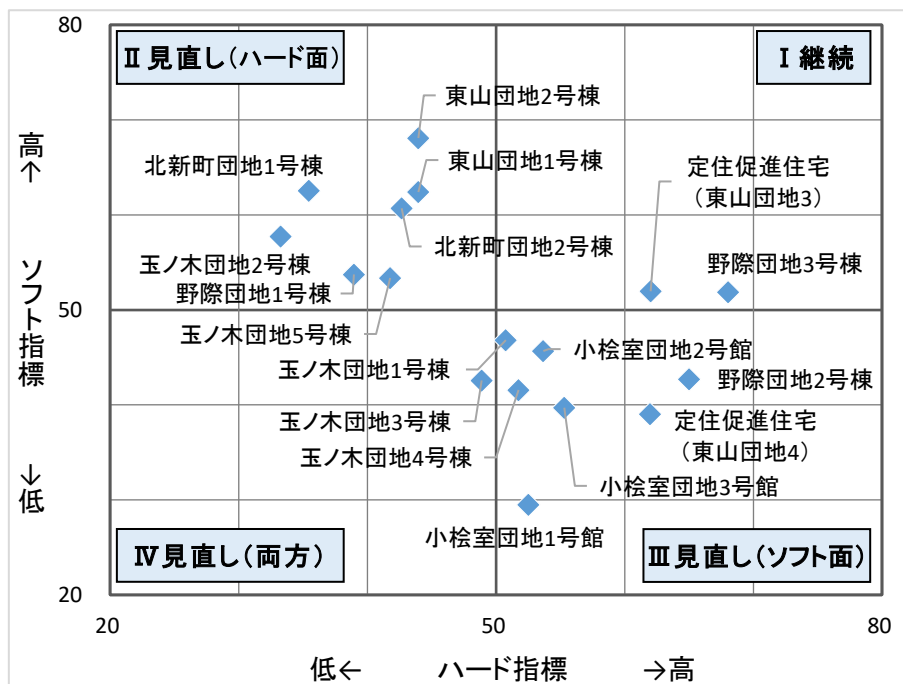 80
Ⅱ 見直し(ハード面)
Ⅰ 継続
東山団地2号棟
北新町団地1号棟
東山団地1号棟
定住促進住宅
(東山団地3)
北新町団地2号棟
玉ノ木団地2号棟
野際団地3号棟
野際団地1号棟
高↑ ソフト指標 ↓低
50
玉ノ木団地5号棟
玉ノ木団地1号棟
小桧室団地2号館
野際団地2号棟
玉ノ木団地3号棟
定住促進住宅
(東山団地4)
玉ノ木団地4号棟
小桧室団地3号館
小桧室団地1号館
Ⅳ 見直し(両方)
Ⅲ 見直し(ソフト面)
20
20
50
80
低← ハード指標 →高